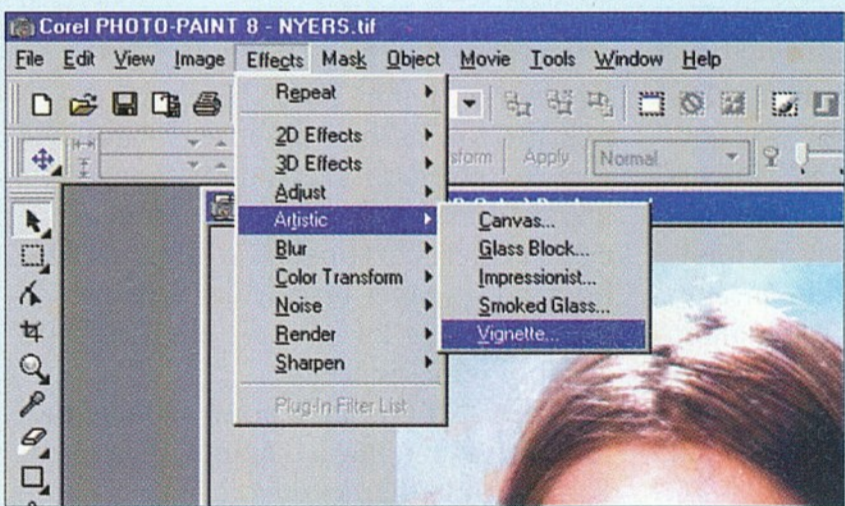 Corel PHOTO-PAINT 8 - NYERS.tif
File Edit View Image Effects Mask Object Movie Tools Window Help
Repeat
2D Effects
3D Effects
Adjust
Artistic
Blur
Color Transform
Noise
Render
Sharpen
Plug-In Filter List
Apply Normal
Canvas...
Glass Block...
Impressionist...
Smoked Glass...
Vignette...